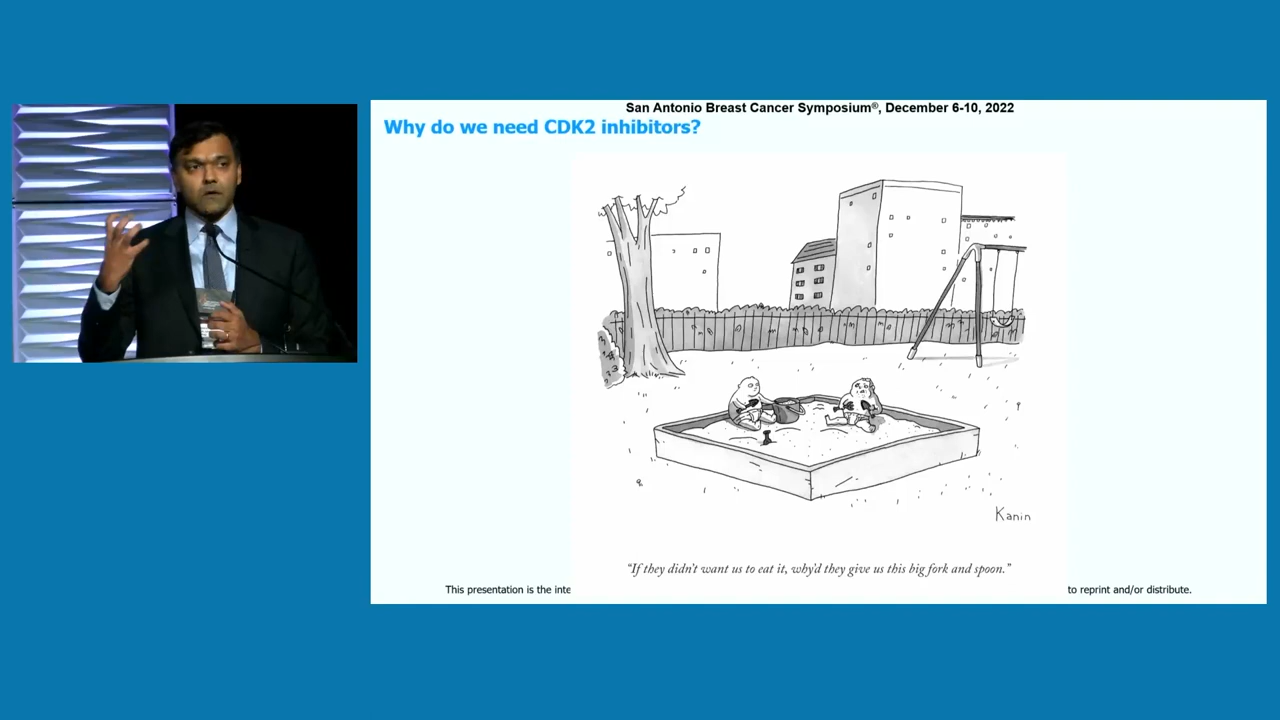 San Antonio Breast Cancer Symposium®, December 6-10, 2022
Why do we need CDK2 inhibitors?
Kanin
“If they didn't want us to eat it, why'd they give us this big fork and spoon.”
This presentation is the inte
to reprint and/or distribute.